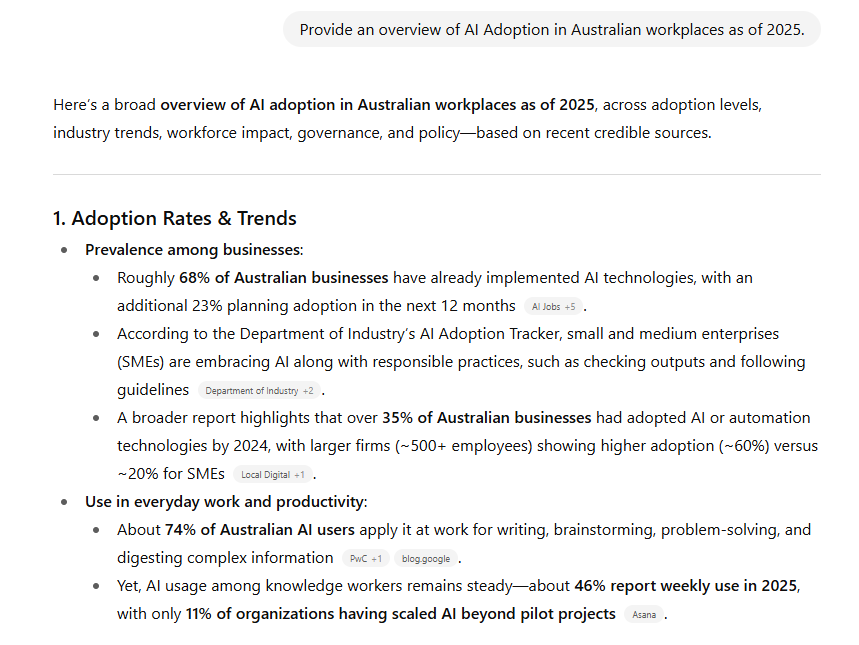 Provide an overview of AI Adoption in Australian workplaces as of 2025.
Here's a broad overview of AI adoption in Australian workplaces as of 2025, across adoption levels,
industry trends, workforce impact, governance, and policy—based on recent credible sources.
1. Adoption Rates & Trends
• Prevalence among businesses:
• Roughly 68% of Australian businesses have already implemented AI technologies, with an
additional 23% planning adoption in the next 12 months AI Jobs +5 .
• According to the Department of Industry's AI Adoption Tracker, small and medium enterprises
(SMEs) are embracing AI along with responsible practices, such as checking outputs and following
guidelines Department of Industry +2 .
• A broader report highlights that over 35% of Australian businesses had adopted AI or automation
technologies by 2024, with larger firms (~500+ employees) showing higher adoption (~60%) versus
~20% for SMEs Local Digital +1 .
• Use in everyday work and productivity:
• About 74% of Australian AI users apply it at work for writing, brainstorming, problem-solving, and
digesting complex information PwC +1 blog.google .
• Yet, AI usage among knowledge workers remains steady—about 46% report weekly use in 2025,
with only 11% of organizations having scaled AI beyond pilot projects Asana .